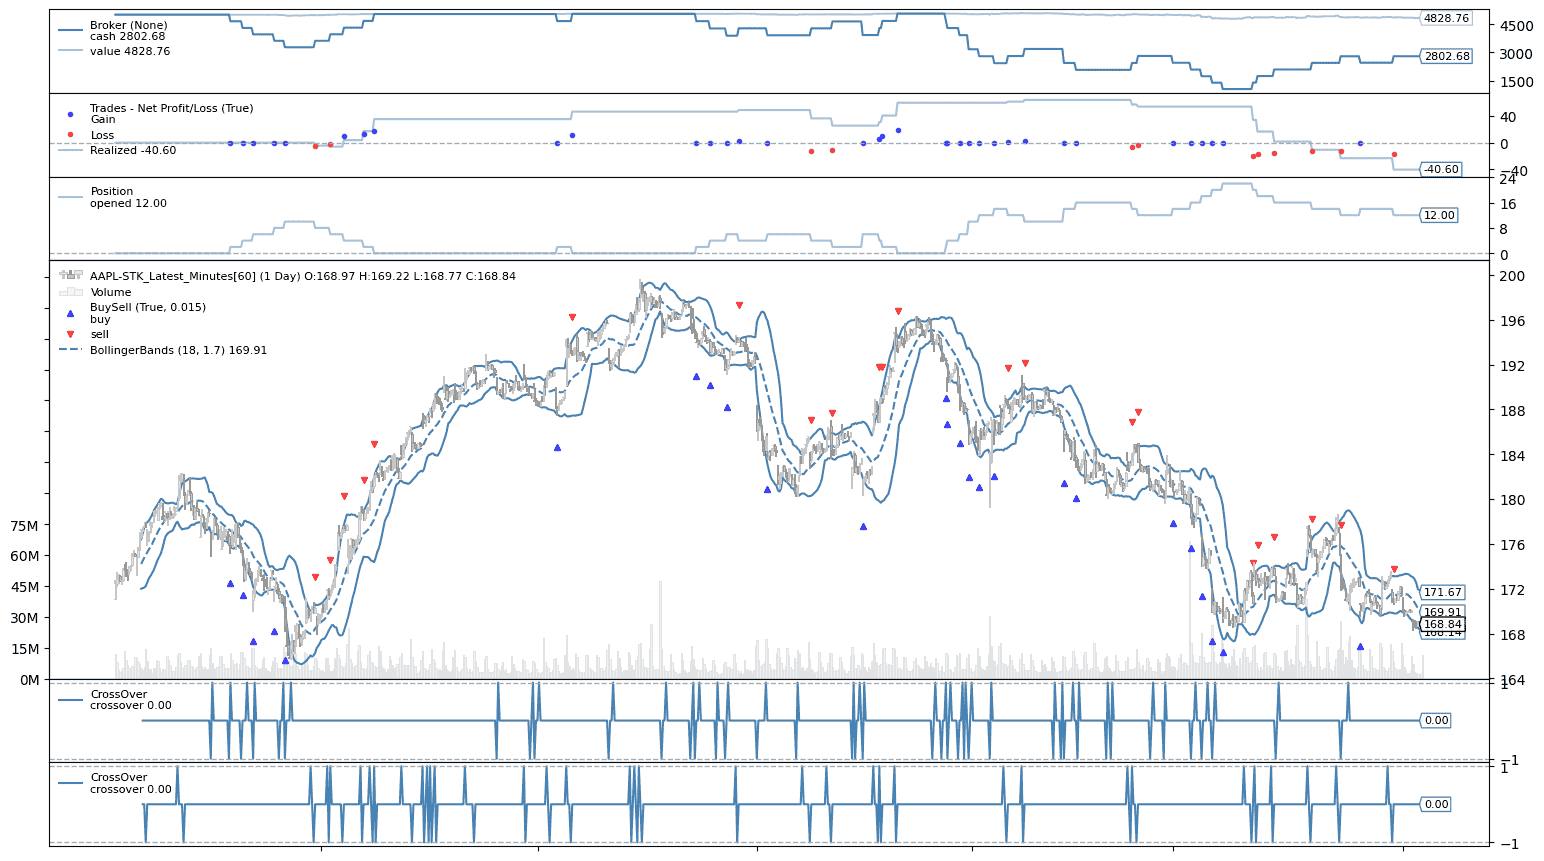 Broker (None)
cash 2802.68
value 4828.76
4828.76
4500
3000
2802.68
1500
Trades - Net Profit/Loss (True)
Gain
Loss
Realized -40.60
40
0
−40
-40.60
Position
opened 12.00
24
16
12.00
8
0
AAPL-STK_Latest_Minutes[60] (1 Day) O:168.97 H:169.22 L:168.77 C:168.84
Volume
BuySell (True, 0.015)
buy
sell
BollingerBands (18, 1.7) 169.91
200
196
192
188
184
180
176
172
171.67
169.91
168.84
168.14
168
164
75M
60M
45M
30M
15M
0M
CrossOver
crossover 0.00
1
0.00
−1
CrossOver
crossover 0.00
1
0.00
−1